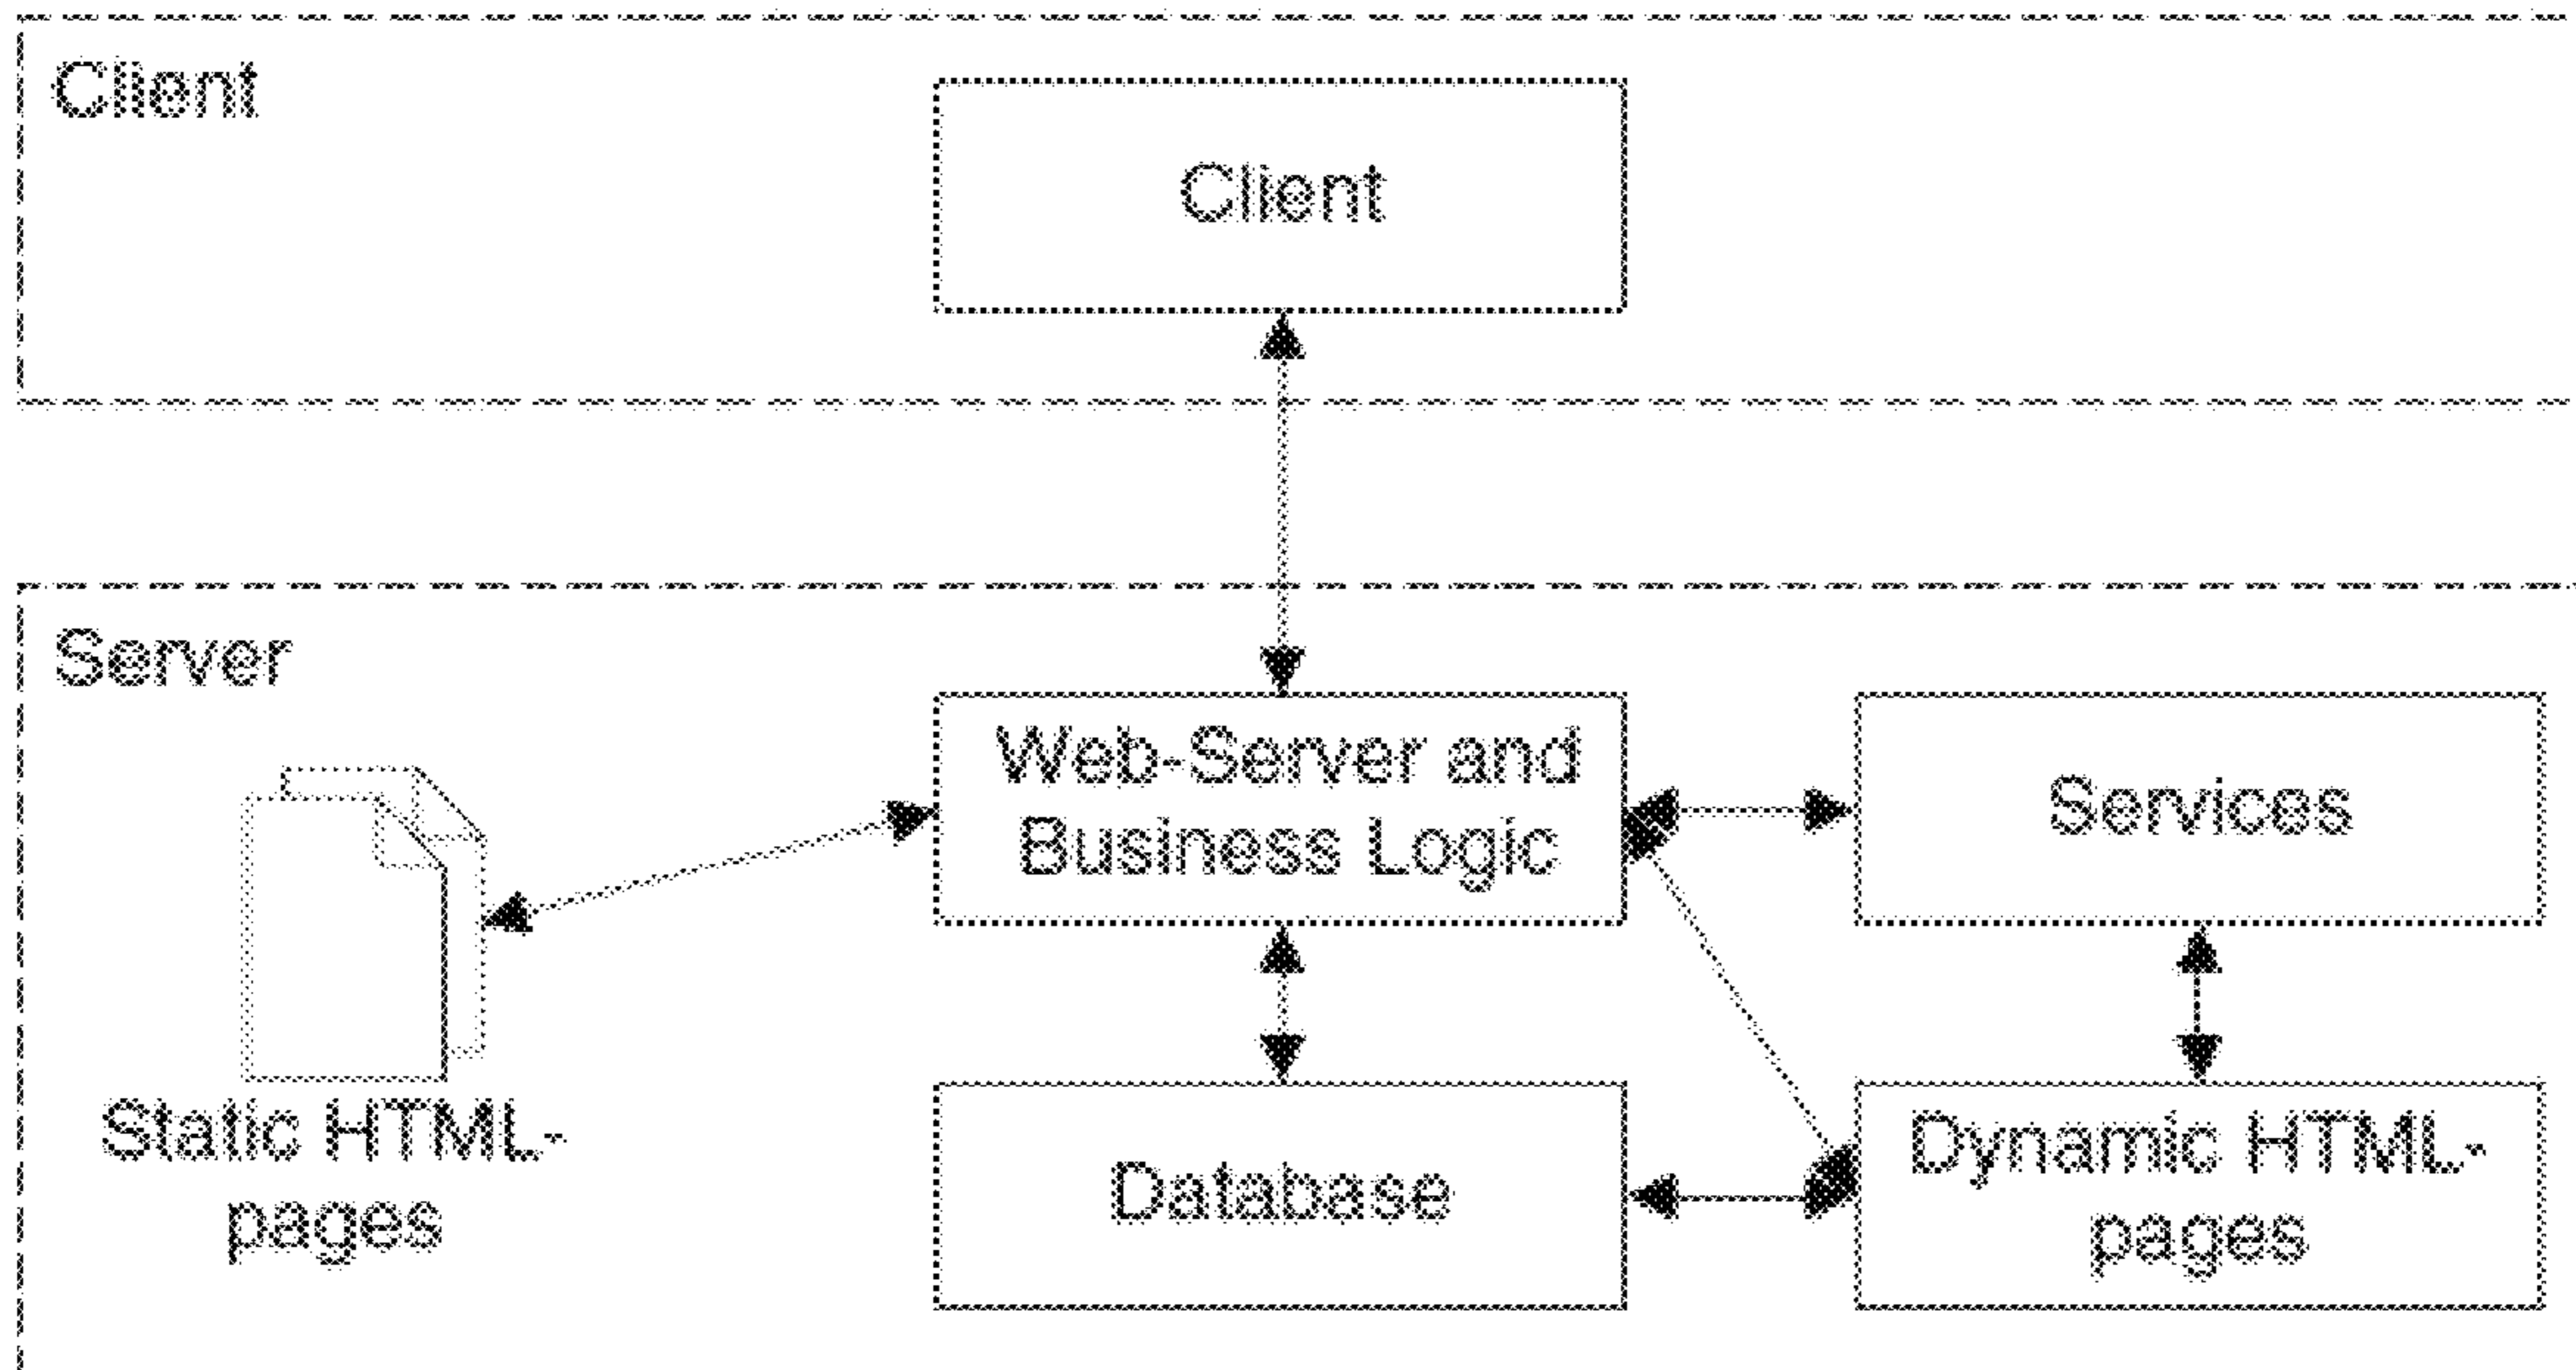 Client
Client
Server
Web-Server and
Business Logic
Services
Static HTML-
pages
Database
Dynamic HTML-
pages